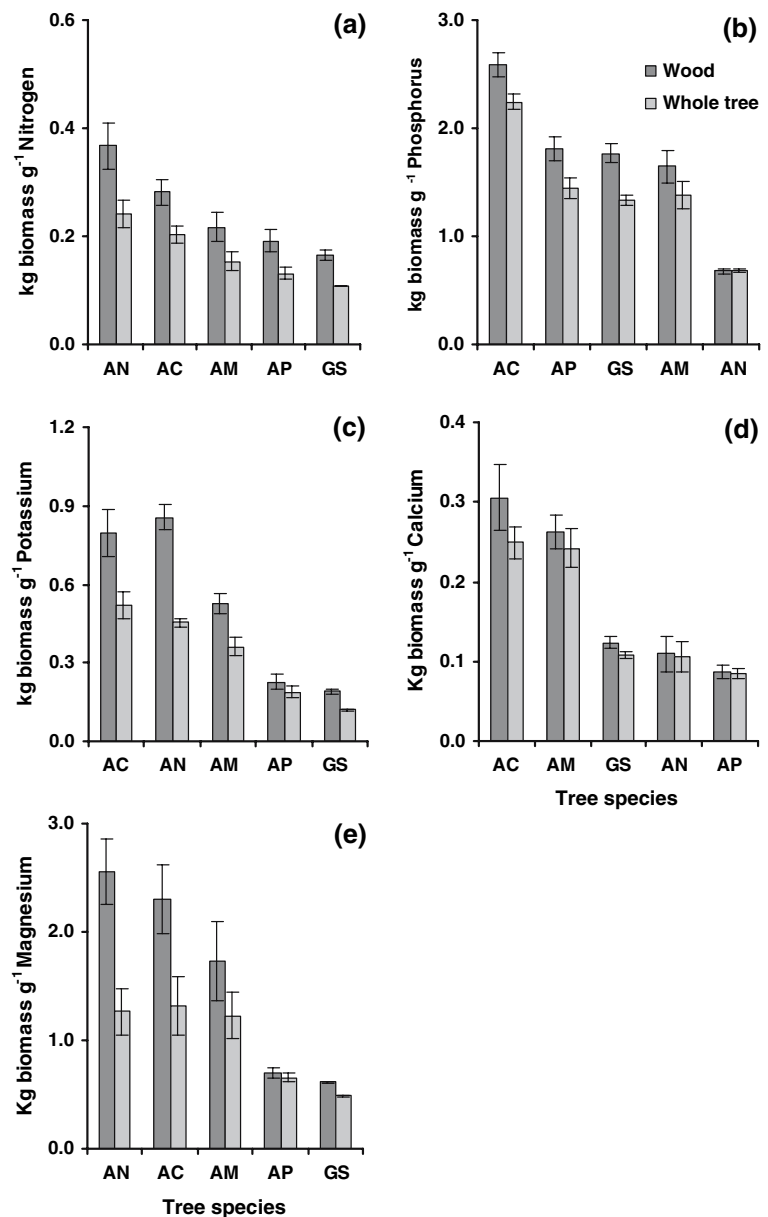 (a)
kg biomass g-1 Nitrogen
0.6
0.4
0.2
0.0
AN AC AM AP GS
(b)
kg biomass g -1 Phosphorus
3.0
2.0
1.0
0.0
Wood
Whole tree
AC AP GS AM AN
(c)
kg biomass g-1 Potassium
1.2
0.9
0.6
0.3
0.0
AC AN AM AP GS
(d)
Kg biomass g-1 Calcium
0.4
0.3
0.2
0.1
0.0
AC AM GS AN AP
Tree species
(e)
Kg biomass g-1 Magnesium
3.0
2.0
1.0
0.0
AN AC AM AP GS
Tree species